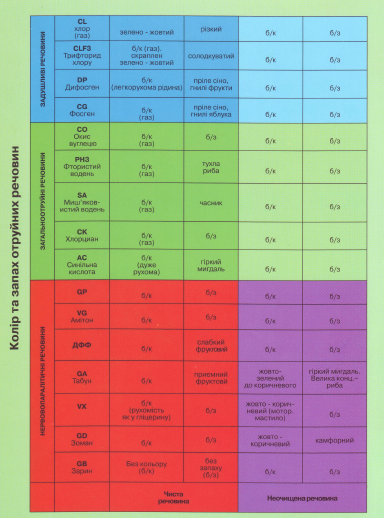 Колір та запах отруйних речовин
ЗАДУШЛИВІ РЕЧОВИНИ
CL
хлор
(газ)
зелено - жовтий
різкий
б/к
б/з
CLF3
Трифторид
хлору
б/к (газ),
скраплен
зелено - жовтий
солодкуватий
б/к
б/з
DP
Дифосген
б/к
(легкорухома рідина)
пріле сіно,
гнилі фрукти
б/к
б/з
CG
Фосген
б/к
(газ)
пріле сіно,
гнилі яблука
б/к
б/з
ЗАГАЛЬНООТРУЙНІ РЕЧОВИНИ
CO
Окис
вуглецю
б/к
(газ)
б/з
б/к
б/з
PH3
Фтористий
водень
б/к
(газ)
тухла
риба
б/к
б/з
SA
Миш'яков-
истий водень
б/к
(газ)
часник
б/к
б/з
CK
Хлорциан
б/к
(газ)
б/з
б/к
б/з
AC
Синільна
кислота
б/к
(дуже
рухома)
гіркий
мигдаль
б/к
б/з
НЕРВОВОПАРАЛІТИЧНІ РЕЧОВИНИ
GP
б/к
б/з
б/к
б/з
VG
Амітон
б/к
б/з
б/к
б/з
ДФФ
б/к
слабкий
фруктовий
б/к
б/з
GA
Табун
б/к
приємний
фруктовй
жовто-
зелений
до коричневого
гіркий мигдаль.
Велика конц.–
риба
VX
б/к
(рухомість
як у гліцерину)
б/з
жовто - корич-
невий (мотор.
мастило)
б/з
GD
Зоман
б/к
б/з
жовто -
коричневий
камфорний
GB
Зарин
Без кольору
(б/к)
без
запаху
(б/з)
б/к
б/з
Чиста
речовина
Неочищена речовина